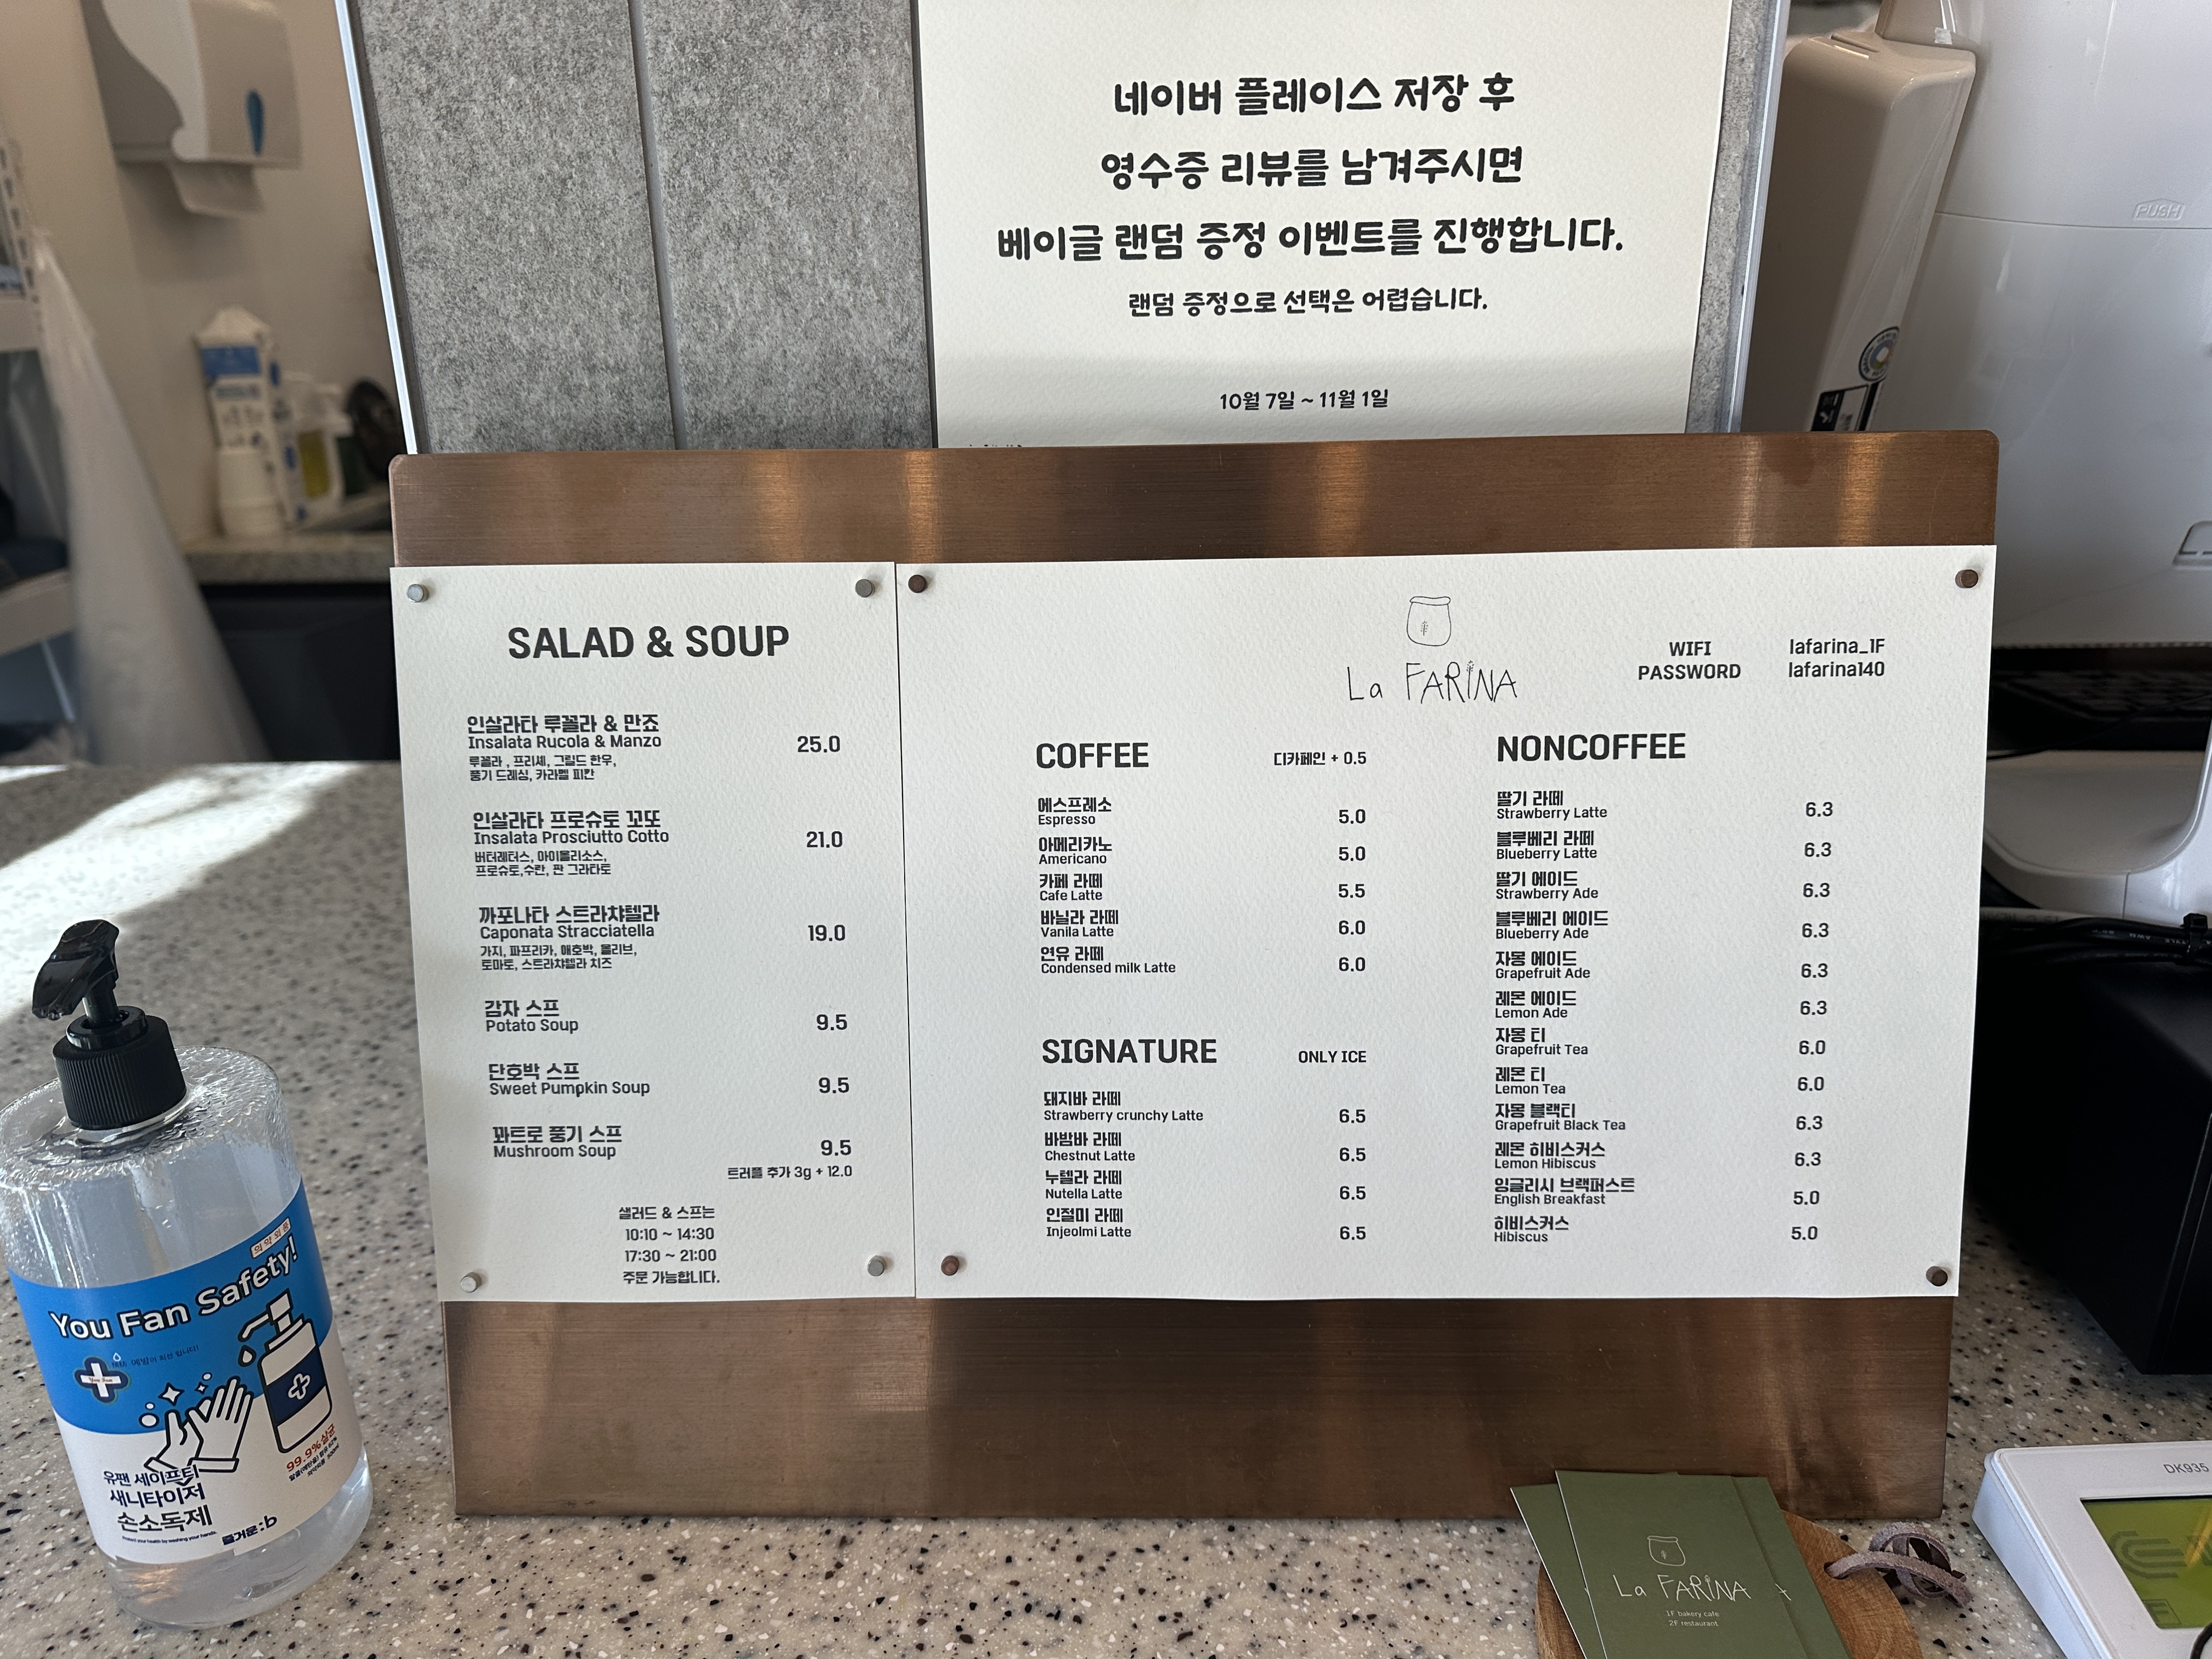 네이버 플레이스 저장 후
영수증 리뷰를 남겨주시면
베이글 랜덤 증정 이벤트를 진행합니다.
랜덤 증정으로 선택은 어렵습니다.
10월 7일 ~ 11월 1일
PUSH
SALAD & SOUP
인살라타 루꼴라 & 만죠
Insalata Rucola & Manzo 25.0
루꼴라 , 프리세, 그릴드 한우,
풍기 드레싱, 카라멜 피칸
인살라타 프로슈토 꼬또
Insalata Prosciutto Cotto 21.0
버터레터스, 아이올리소스,
프로슈토,수란, 판 그라타토
까포나타 스트라챠텔라
Caponata Stracciatella 19.0
가지, 파프리카, 애호박, 올리브,
토마토, 스트라챠텔라 치즈
감자 스프
Potato Soup 9.5
단호박 스프
Sweet Pumpkin Soup 9.5
꽈트로 풍기 스프
Mushroom Soup 9.5
트러플 추가 3g + 12.0
샐러드 & 스프는
10:10 ~ 14:30
17:30 ~ 21:00
주문 가능합니다.
La FARINA
WIFI lafarina_1F
PASSWORD lafarina140
COFFEE 디카페인 + 0.5
에스프레소
Espresso 5.0
아메리카노
Americano 5.0
카페 라떼
Cafe Latte 5.5
바닐라 라떼
Vanila Latte 6.0
연유 라떼
Condensed milk Latte 6.0
SIGNATURE ONLY ICE
돼지바 라떼
Strawberry crunchy Latte 6.5
바밤바 라떼
Chestnut Latte 6.5
누텔라 라떼
Nutella Latte 6.5
인절미 라떼
Injeolmi Latte 6.5
NONCOFFEE
딸기 라떼
Strawberry Latte 6.3
블루베리 라떼
Blueberry Latte 6.3
딸기 에이드
Strawberry Ade 6.3
블루베리 에이드
Blueberry Ade 6.3
자몽 에이드
Grapefruit Ade 6.3
레몬 에이드
Lemon Ade 6.3
자몽 티
Grapefruit Tea 6.0
레몬 티
Lemon Tea 6.0
자몽 블랙티
Grapefruit Black Tea 6.3
레몬 히비스커스
Lemon Hibiscus 6.3
잉글리시 브랙퍼스트
English Breakfast 5.0
히비스커스
Hibiscus 5.0
의약외품
You Fan Safety!
99.9%살균
유팬 세이프티
새니타이저
손소독제
즐거운:b
La FARINA
1F bakery cafe
2F restaurant
DK935